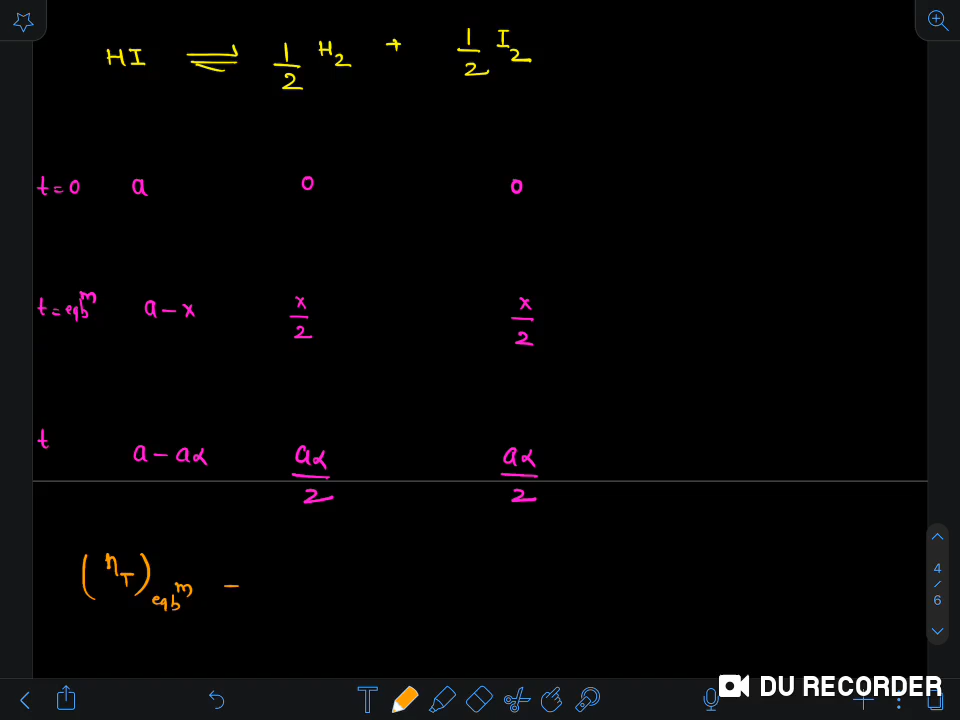 HI ⇌ 1/2 H2 + 1/2 I2
t=0 a 0 0
t=eqbm a-x x/2 x/2
t a-aα aα/2 aα/2
(nT)eqbm -
4
/
6
T
DU RECORDER